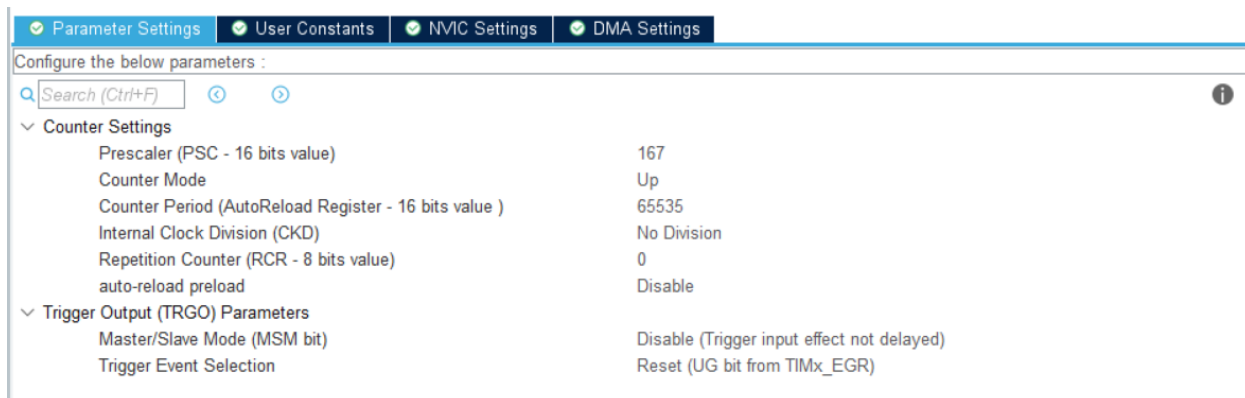 Parameter Settings User Constants NVIC Settings DMA Settings
Configure the below parameters :
Search (Ctrl+F)
Counter Settings
Prescaler (PSC - 16 bits value) 167
Counter Mode Up
Counter Period (AutoReload Register - 16 bits value ) 65535
Internal Clock Division (CKD) No Division
Repetition Counter (RCR - 8 bits value) 0
auto-reload preload Disable
Trigger Output (TRGO) Parameters
Master/Slave Mode (MSM bit) Disable (Trigger input effect not delayed)
Trigger Event Selection Reset (UG bit from TIMx_EGR)